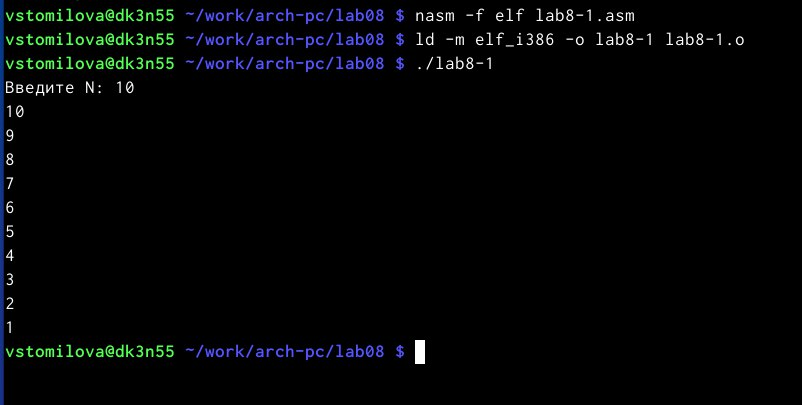 vstomilova@dk3n55 ~/work/arch-pc/lab08 $ nasm -f elf lab8-1.asm
vstomilova@dk3n55 ~/work/arch-pc/lab08 $ ld -m elf_i386 -o lab8-1 lab8-1.o
vstomilova@dk3n55 ~/work/arch-pc/lab08 $ ./lab8-1
Введите N: 10
10
9
8
7
6
5
4
3
2
1
vstomilova@dk3n55 ~/work/arch-pc/lab08 $